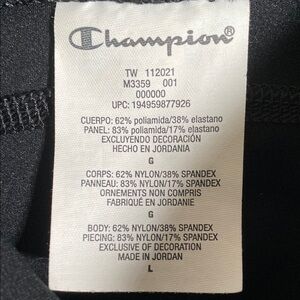 Champion®
TW 112021
M3359 001
000000
UPC: 194959877926
CUERPO: 62% poliamida/38% elastano
PANEL: 83% poliamida/17% elastano
EXCLUYENDO DECORACIÓN
HECHO EN JORDANIA
G
CORPS: 62% NYLON/38% SPANDEX
PANNEAU: 83% NYLON/17% SPANDEX
ORNEMENTS NON COMPRIS
FABRIQUÉ EN JORDANIE
G
BODY: 62% NYLON/38% SPANDEX
PIECING: 83% NYLON/17% SPANDEX
EXCLUSIVE OF DECORATION
MADE IN JORDAN
L